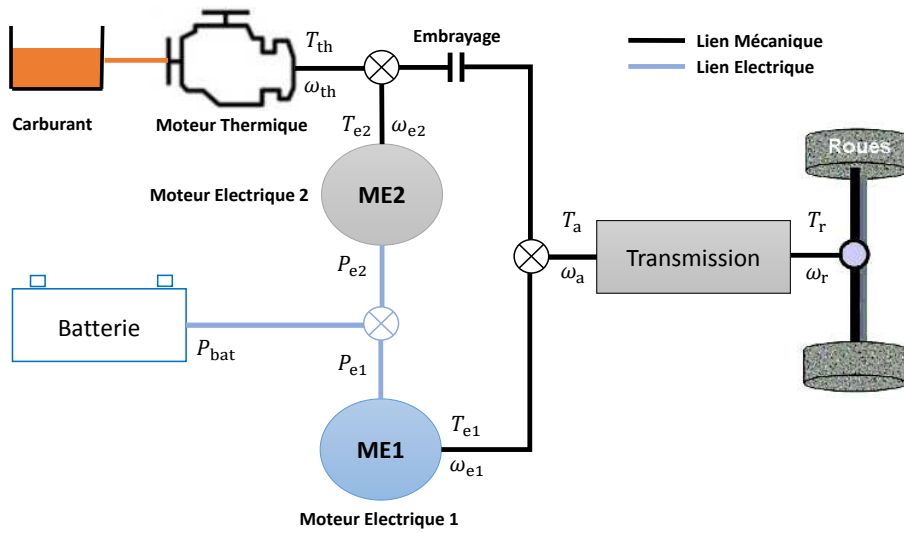 T_th
Embrayage
Lien Mécanique
Lien Electrique
ω_th
Carburant
Moteur Thermique
T_e2 ω_e2
Roues
Moteur Electrique 2
ME2
T_a
Transmission
T_r
P_e2
ω_a
ω_r
Batterie
P_bat
P_e1
ME1
T_e1
ω_e1
Moteur Electrique 1